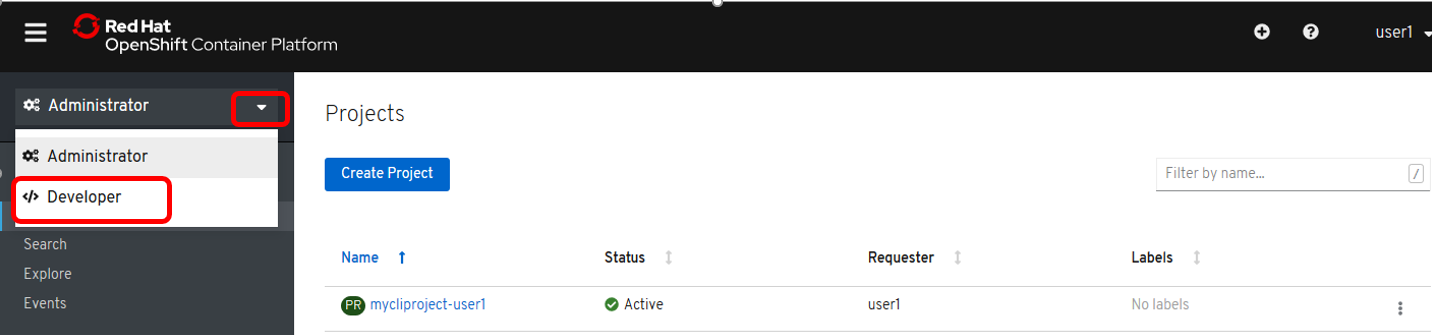 Red Hat
OpenShift Container Platform
user1
Administrator
Administrator
Developer
Search
Explore
Events
Projects
Create Project
Filter by name...
/
Name Status Requester Labels
PR mycliproject-user1 Active user1 No labels